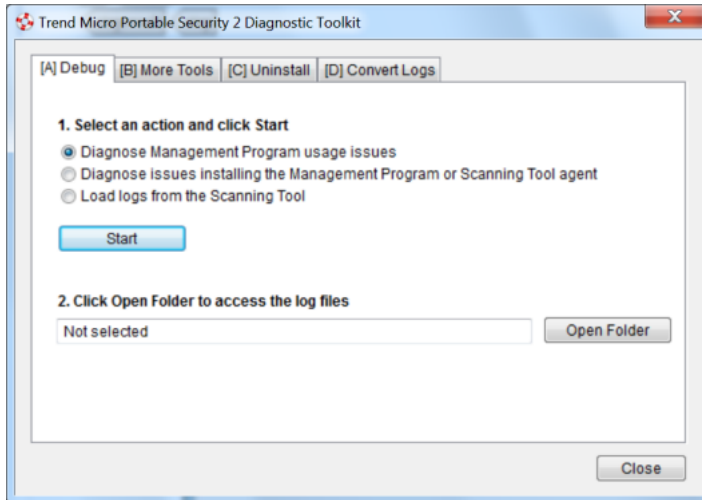 Trend Micro Portable Security 2 Diagnostic Toolkit
[A] Debug [B] More Tools [C] Uninstall [D] Convert Logs
1. Select an action and click Start
Diagnose Management Program usage issues
Diagnose issues installing the Management Program or Scanning Tool agent
Load logs from the Scanning Tool
Start
2. Click Open Folder to access the log files
Not selected Open Folder
Close